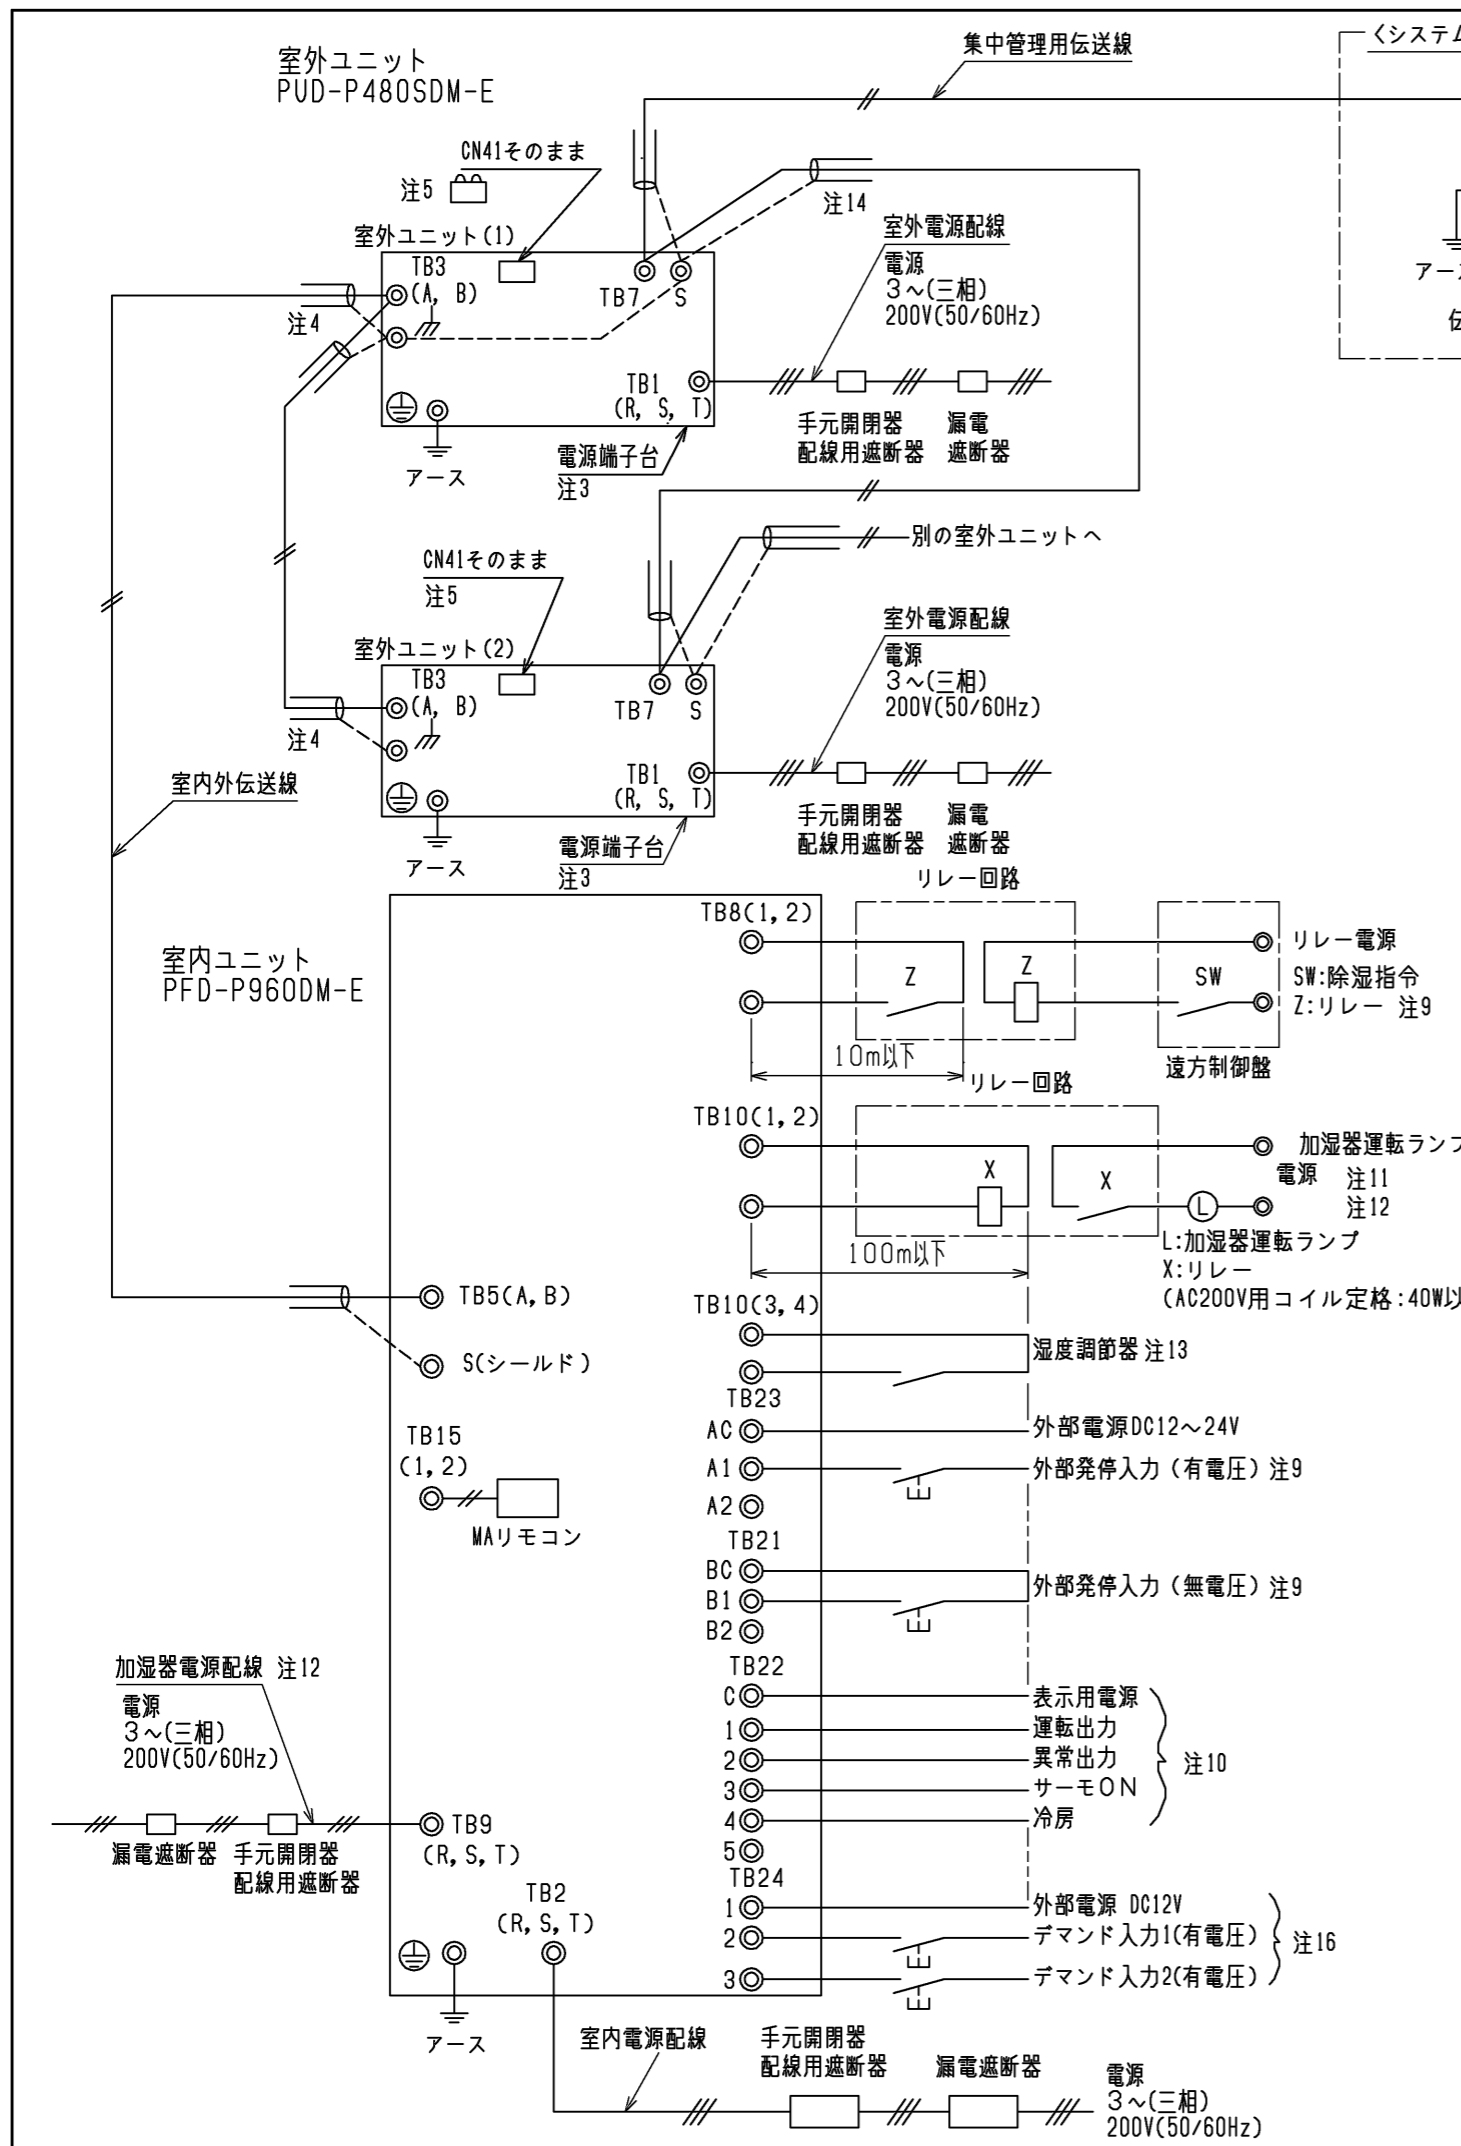 室外ユニット
PUD-P480SDM-E
集中管理用伝送線
<システム
CN41そのまま
注5
注14
室外ユニット(1)
TB3
(A, B)
TB7
S
注4
TB1
(R, S, T)
アース
電源端子台
注3
室外電源配線
電源
3~(三相)
200V(50/60Hz)
手元開閉器
配線用遮断器
漏電
遮断器
アース
伝
CN41そのまま
注5
別の室外ユニットへ
室外ユニット(2)
TB3
(A, B)
TB7
S
注4
TB1
(R, S, T)
アース
電源端子台
注3
室外電源配線
電源
3~(三相)
200V(50/60Hz)
手元開閉器
配線用遮断器
漏電
遮断器
室内外伝送線
室内ユニット
PFD-P960DM-E
TB8(1,2)
リレー回路
Z
Z
SW
リレー電源
SW:除湿指令
Z:リレー 注9
遠方制御盤
10m以下
リレー回路
TB10(1,2)
X
X
L
加湿器運転ランプ
電源
注11
注12
L:加湿器運転ランプ
X:リレー
(AC200V用コイル定格:40W以
100m以下
TB5(A,B)
S(シールド)
TB10(3,4)
湿度調節器 注13
TB15
(1,2)
MAリモコン
TB23
AC
外部電源DC12~24V
A1
外部発停入力(有電圧)注9
A2
TB21
BC
B1
外部発停入力(無電圧)注9
B2
TB22
C
表示用電源
1
運転出力
2
異常出力
3
サーモON
4
冷房
5
注10
TB24
1
外部電源 DC12V
2
デマンド入力1(有電圧)
3
デマンド入力2(有電圧)
注16
加湿器電源配線 注12
電源
3~(三相)
200V(50/60Hz)
漏電遮断器
手元開閉器
配線用遮断器
TB9
(R,S,T)
TB2
(R,S,T)
アース
室内電源配線
手元開閉器
配線用遮断器
漏電遮断器
電源
3~(三相)
200V(50/60Hz)